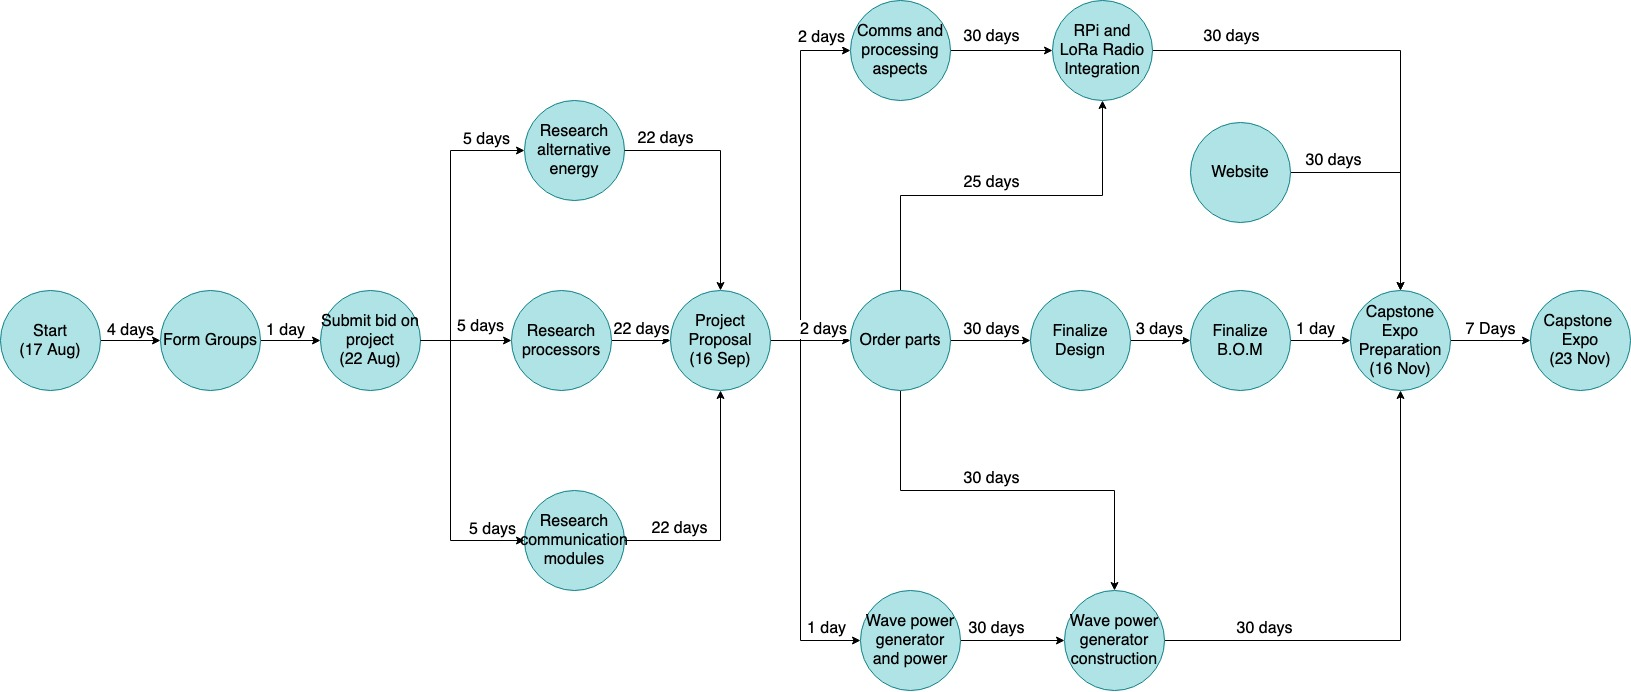 Start
(17 Aug)
4 days
Form Groups
1 day
Submit bid on
project
(22 Aug)
5 days
Research
alternative
energy
22 days
5 days
Research
processors
22 days
5 days
Research
communication
modules
22 days
Project
Proposal
(16 Sep)
2 days
Comms and
processing
aspects
30 days
RPi and
LoRa Radio
Integration
30 days
Website
30 days
25 days
2 days
Order parts
30 days
Finalize
Design
3 days
Finalize
B.O.M
1 day
30 days
1 day
Wave power
generator
and power
30 days
Wave power
generator
construction
30 days
Capstone
Expo
Preparation
(16 Nov)
7 Days
Capstone
Expo
(23 Nov)